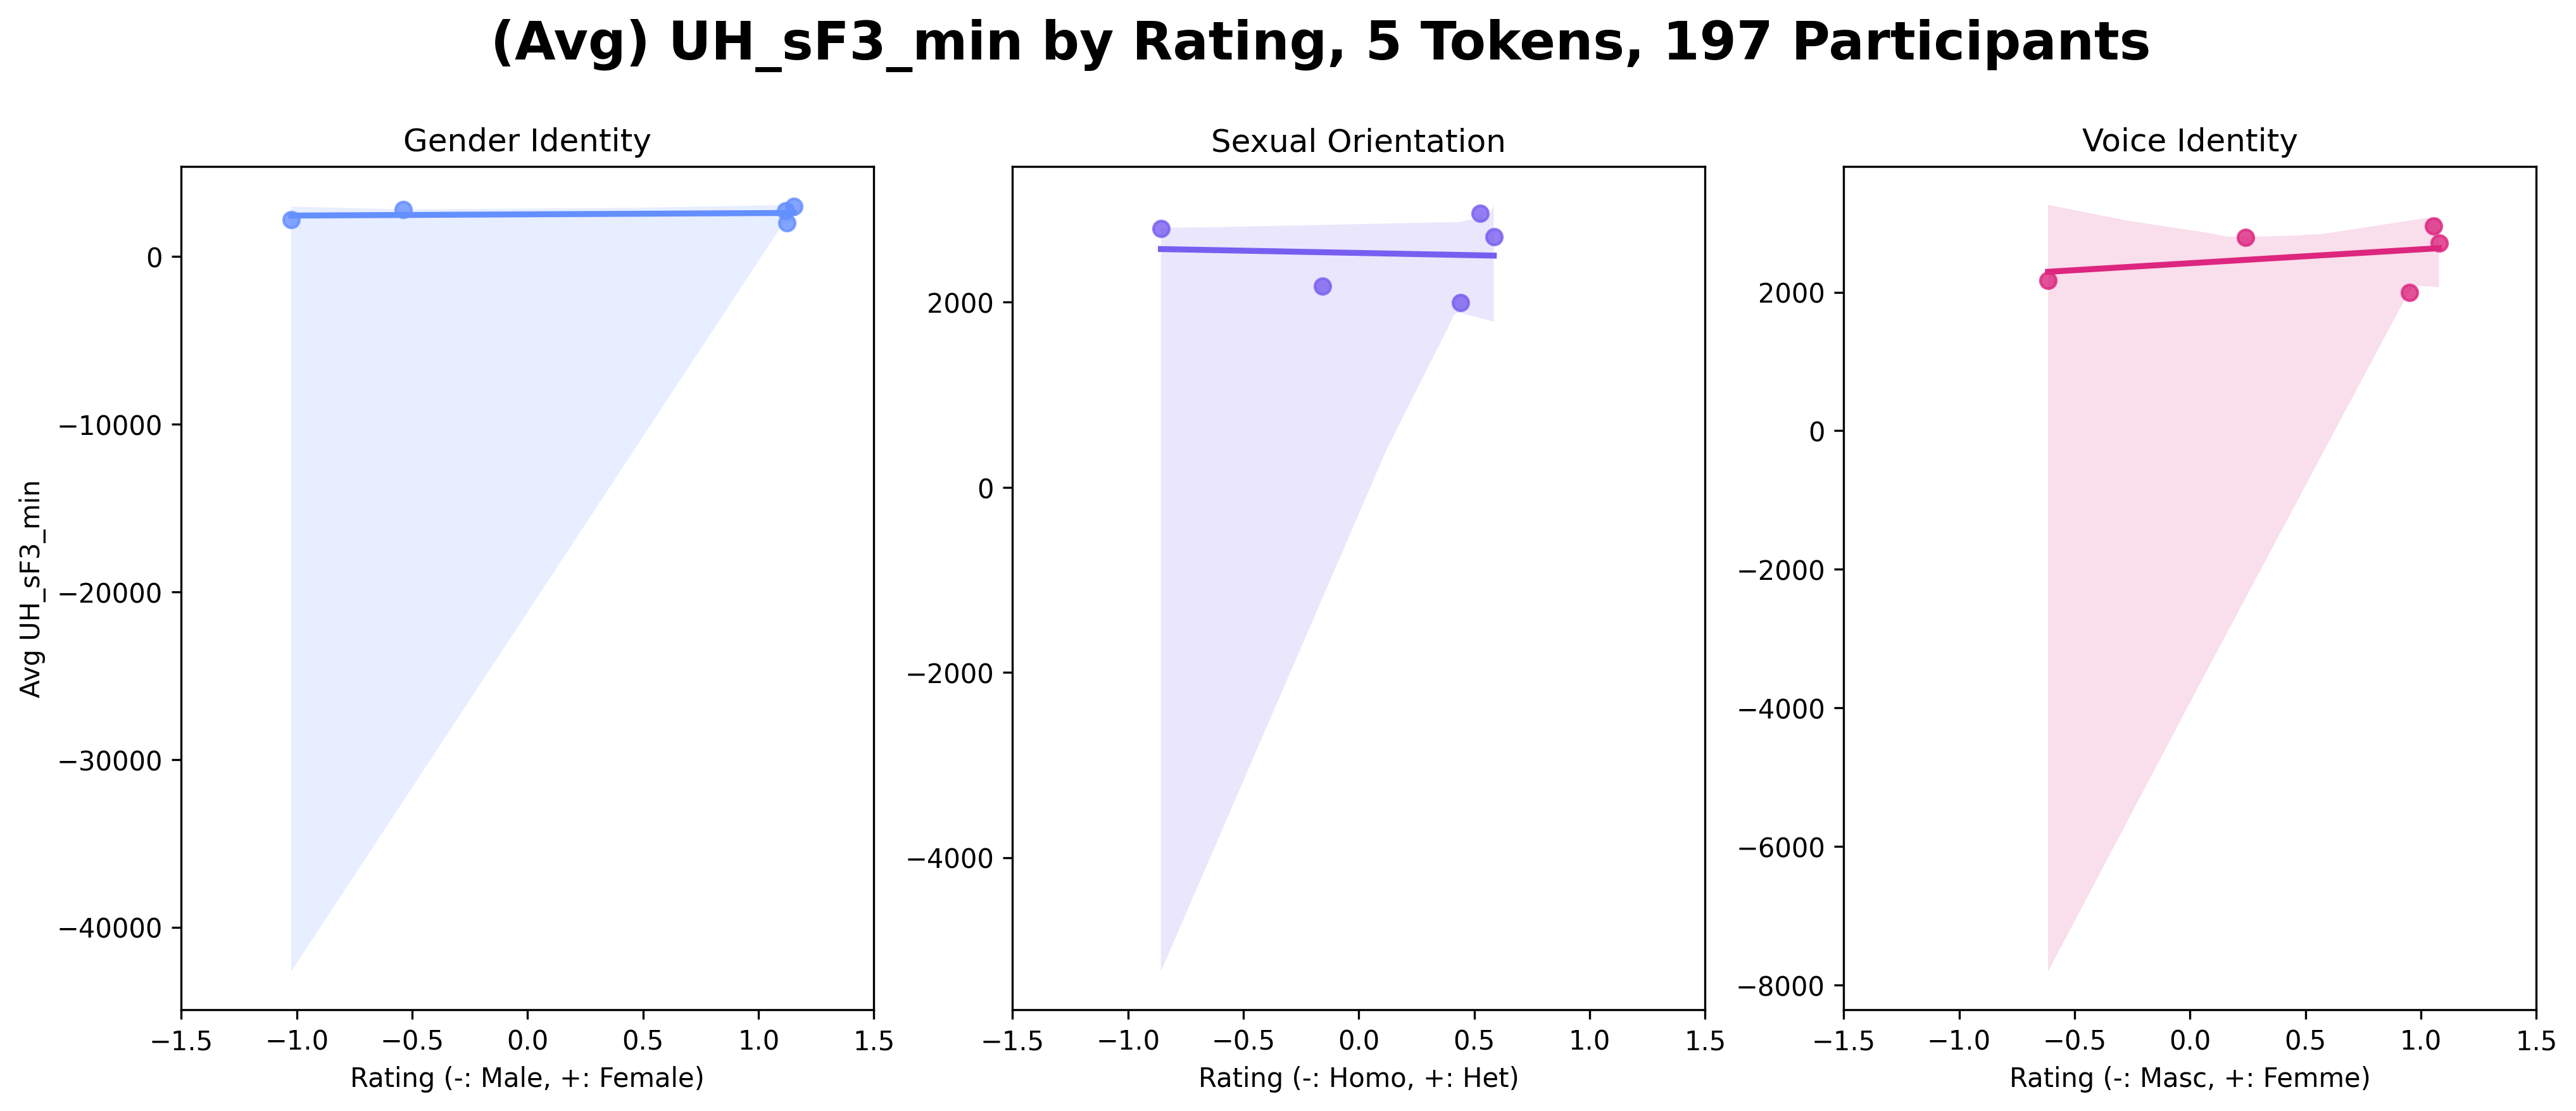 (Avg) UH_sF3_min by Rating, 5 Tokens, 197 Participants
Gender Identity
Sexual Orientation
Voice Identity
Avg UH_sF3_min
0
−10000
−20000
−30000
−40000
−1.5 −1.0 −0.5 0.0 0.5 1.0 1.5
Rating (-: Male, +: Female)
2000
0
−2000
−4000
−1.5 −1.0 −0.5 0.0 0.5 1.0 1.5
Rating (-: Homo, +: Het)
2000
0
−2000
−4000
−6000
−8000
−1.5 −1.0 −0.5 0.0 0.5 1.0 1.5
Rating (-: Masc, +: Femme)